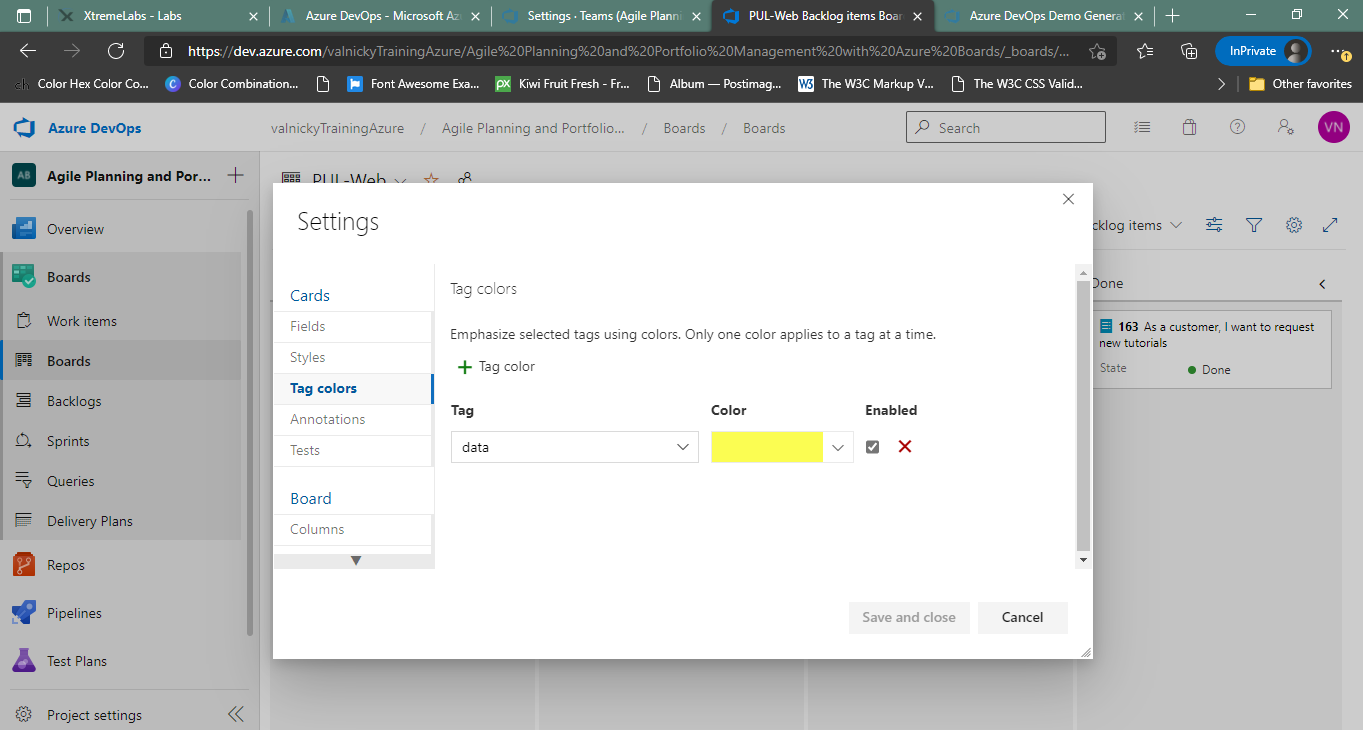 XtremeLabs - Labs
Azure DevOps - Microsoft Az
Settings · Teams (Agile Planni
PUL-Web Backlog items Boar
Azure DevOps Demo Generat
https://dev.azure.com/valnickyTrainingAzure/Agile%20Planning%20and%20Portfolio%20Management%20with%20Azure%20Boards/_boards/...
InPrivate
ch Color Hex Color Co...
C Color Combination...
Font Awesome Exa...
px Kiwi Fruit Fresh - Fr...
Album — Postimag...
W3 The W3C Markup V...
The W3C CSS Valid...
Other favorites
Azure DevOps
valnickyTrainingAzure / Agile Planning and Portfolio... / Boards / Boards
Search
VN
AB Agile Planning and Por...
PUL-Web
Overview
Boards
Work items
Boards
Backlogs
Sprints
Queries
Delivery Plans
Repos
Pipelines
Test Plans
Project settings
Settings
Cards
Fields
Styles
Tag colors
Annotations
Tests
Board
Columns
Tag colors
Emphasize selected tags using colors. Only one color applies to a tag at a time.
Tag color
Tag Color Enabled
data
Save and close
Cancel
cklog items
Done
163 As a customer, I want to request
new tutorials
State Done